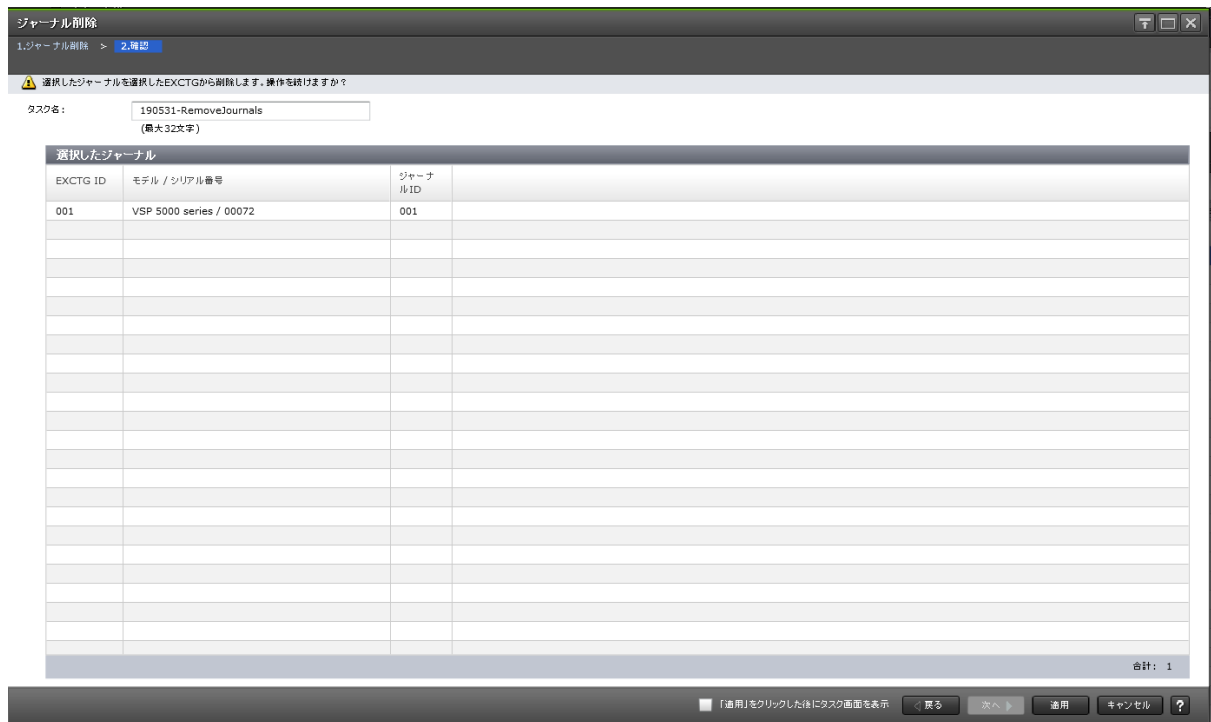 ジャーナル削除
1.ジャーナル削除 > 2.確認
選択したジャーナルを選択したEXCTGから削除します。操作を続けますか？
タスク名： 190531-RemoveJournals
(最大32文字)
選択したジャーナル
EXCTG ID モデル / シリアル番号 ジャーナ
ルID
001 VSP 5000 series / 00072 001
合計： 1
「適用」をクリックした後にタスク画面を表示 戻る 次へ 適用 キャンセル ?